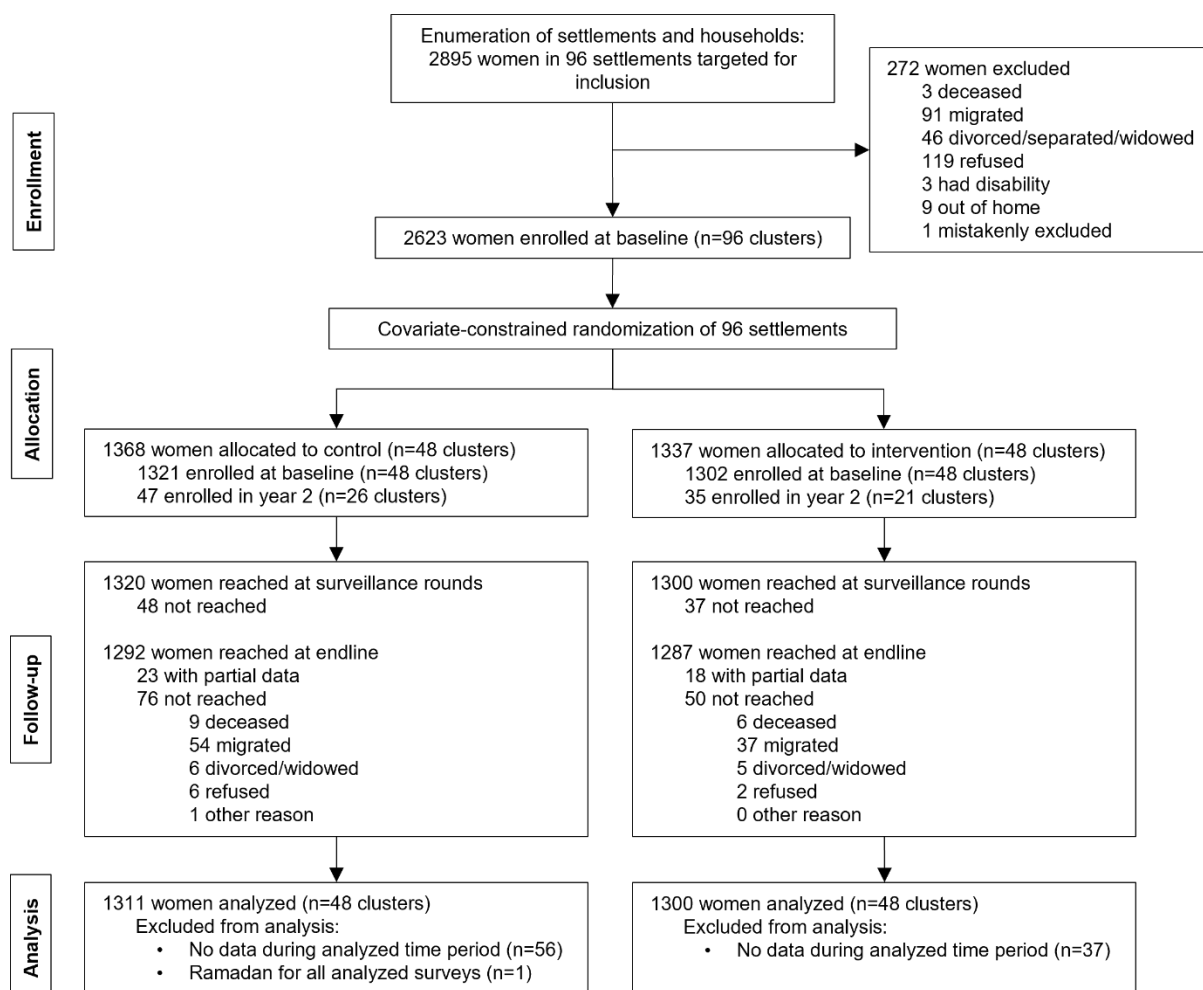 Enumeration of settlements and households:
2895 women in 96 settlements targeted for
inclusion
272 women excluded
3 deceased
91 migrated
46 divorced/separated/widowed
119 refused
3 had disability
9 out of home
1 mistakenly excluded
Enrollment
2623 women enrolled at baseline (n=96 clusters)
Covariate-constrained randomization of 96 settlements
Allocation
1368 women allocated to control (n=48 clusters)
1321 enrolled at baseline (n=48 clusters)
47 enrolled in year 2 (n=26 clusters)
1337 women allocated to intervention (n=48 clusters)
1302 enrolled at baseline (n=48 clusters)
35 enrolled in year 2 (n=21 clusters)
Follow-up
1320 women reached at surveillance rounds
48 not reached
1292 women reached at endline
23 with partial data
76 not reached
9 deceased
54 migrated
6 divorced/widowed
6 refused
1 other reason
1300 women reached at surveillance rounds
37 not reached
1287 women reached at endline
18 with partial data
50 not reached
6 deceased
37 migrated
5 divorced/widowed
2 refused
0 other reason
Analysis
1311 women analyzed (n=48 clusters)
Excluded from analysis:
• No data during analyzed time period (n=56)
• Ramadan for all analyzed surveys (n=1)
1300 women analyzed (n=48 clusters)
Excluded from analysis:
• No data during analyzed time period (n=37)